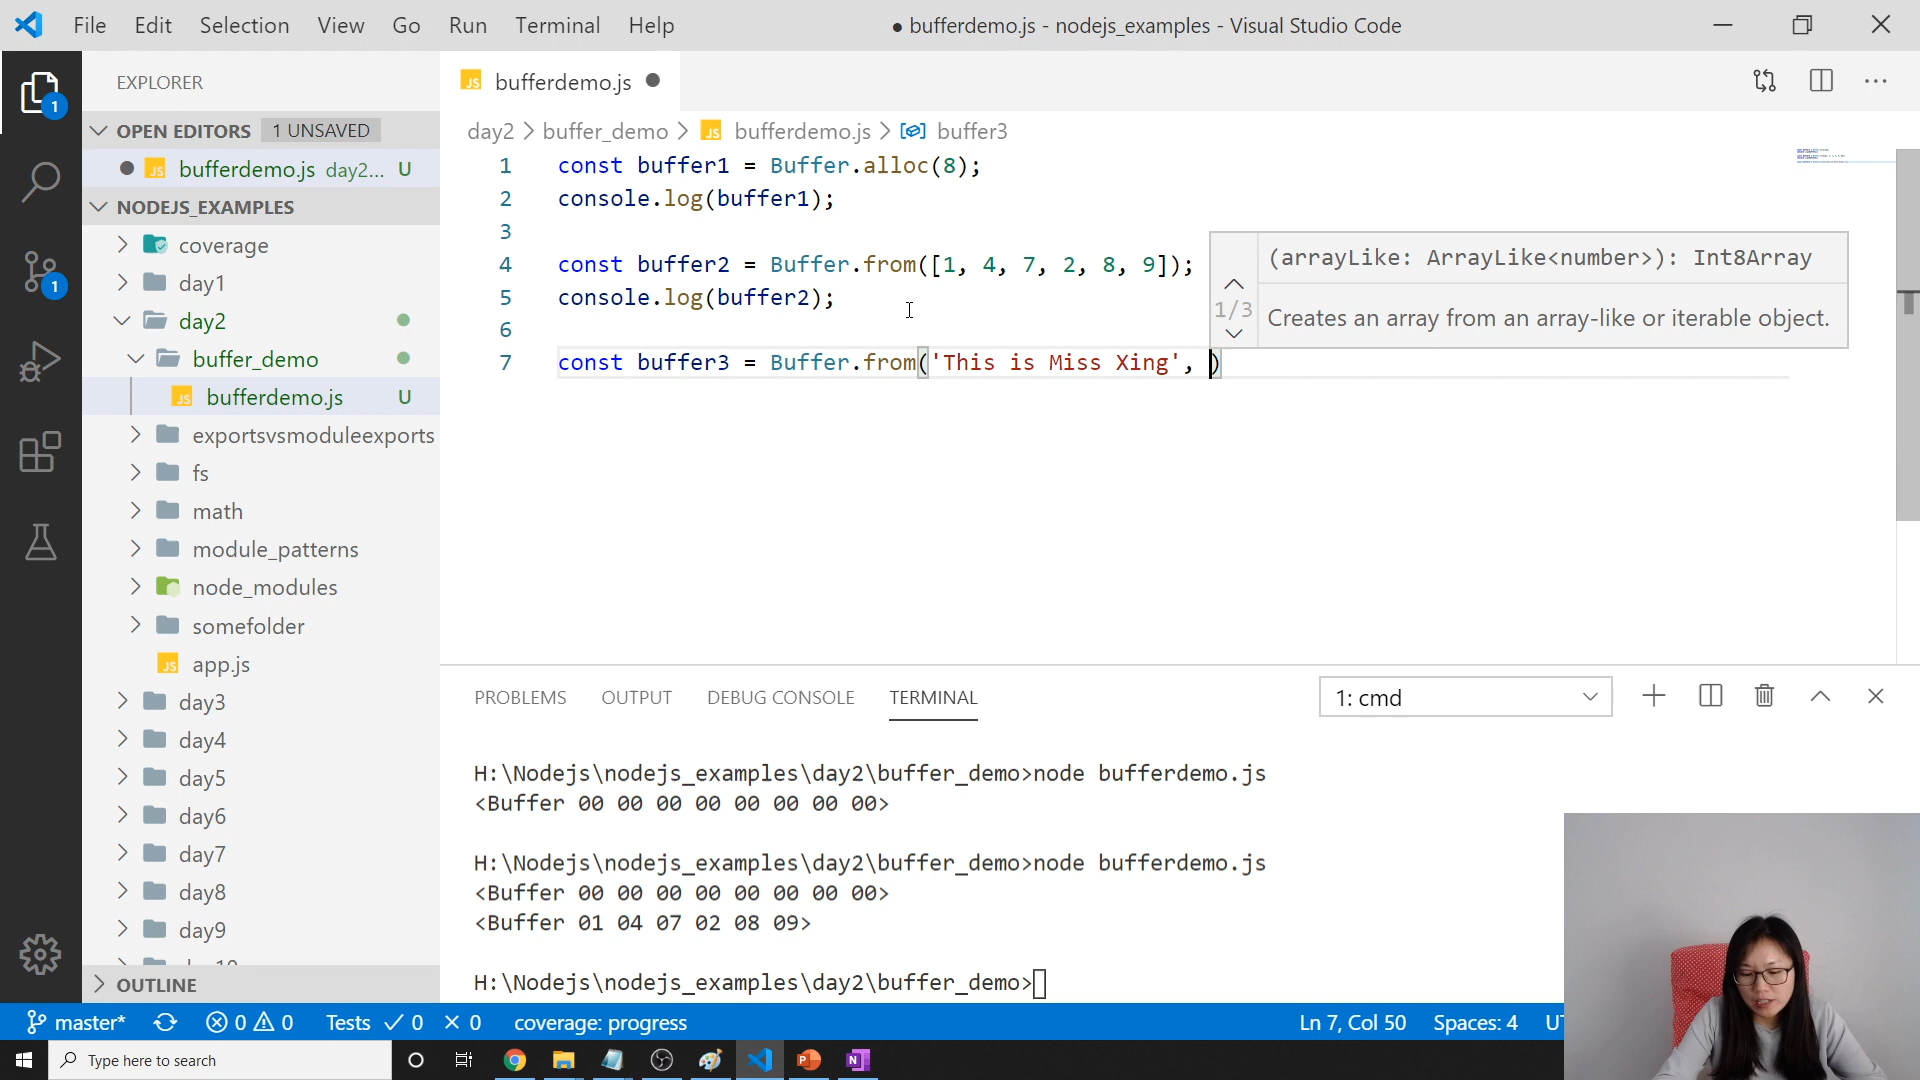 File Edit Selection View Go Run Terminal Help
● bufferdemo.js - nodejs_examples - Visual Studio Code
EXPLORER
1
OPEN EDITORS 1 UNSAVED
bufferdemo.js day2... U
NODEJS_EXAMPLES
coverage
day1
day2
buffer_demo
bufferdemo.js U
exportsvsmoduleexports
fs
math
module_patterns
node_modules
somefolder
app.js
day3
day4
day5
day6
day7
day8
day9
OUTLINE
1
JS bufferdemo.js ●
day2 > buffer_demo > JS bufferdemo.js > buffer3
1 const buffer1 = Buffer.alloc(8);
2 console.log(buffer1);
3
4 const buffer2 = Buffer.from([1, 4, 7, 2, 8, 9]);
5 console.log(buffer2);
6
7 const buffer3 = Buffer.from('This is Miss Xing', )
(arrayLike: ArrayLike<number>): Int8Array
1/3
Creates an array from an array-like or iterable object.
PROBLEMS OUTPUT DEBUG CONSOLE TERMINAL
1: cmd
H:\Nodejs\nodejs_examples\day2\buffer_demo>node bufferdemo.js
<Buffer 00 00 00 00 00 00 00 00>
H:\Nodejs\nodejs_examples\day2\buffer_demo>node bufferdemo.js
<Buffer 00 00 00 00 00 00 00 00>
<Buffer 01 04 07 02 08 09>
H:\Nodejs\nodejs_examples\day2\buffer_demo>
master* 0 0 Tests 0 0 coverage: progress
Ln 7, Col 50 Spaces: 4
Type here to search